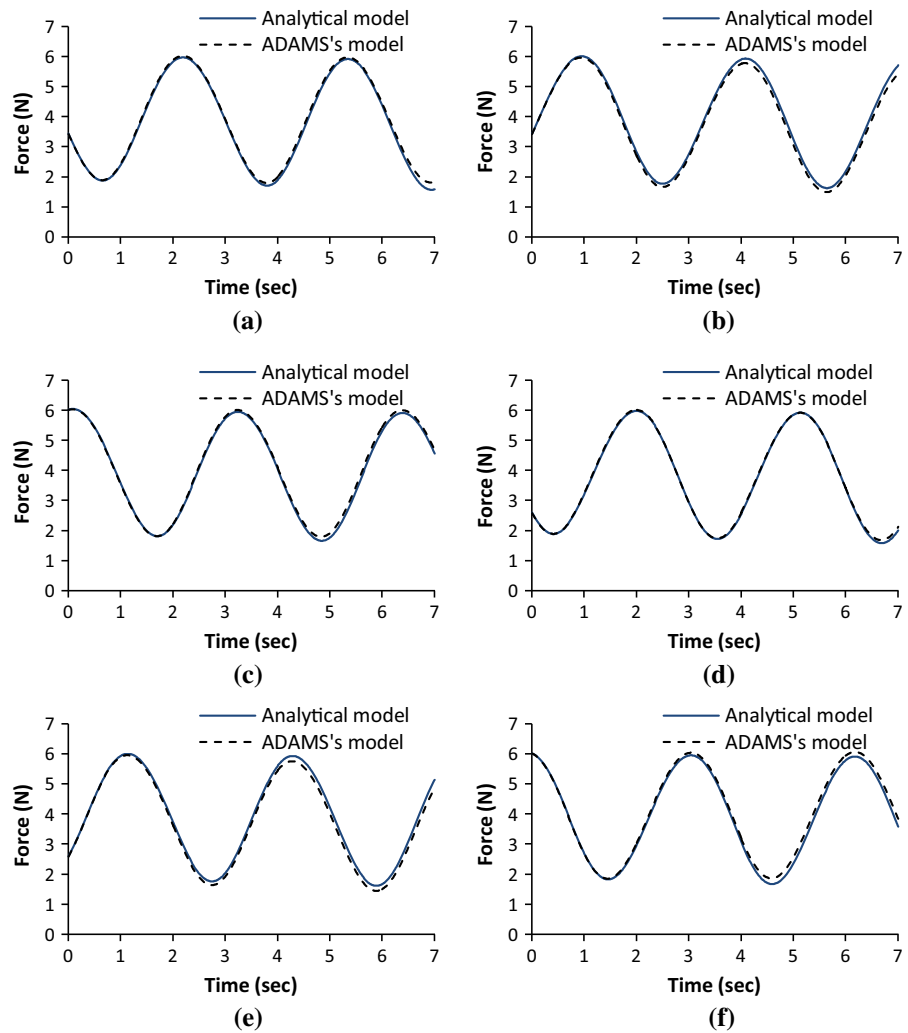 Analytical model
ADAMS's model
7
6
5
4
3
2
1
0
Force (N)
0 1 2 3 4 5 6 7
Time (sec)
(a)
Analytical model
ADAMS's model
7
6
5
4
3
2
1
0
Force (N)
0 1 2 3 4 5 6 7
Time (sec)
(b)
Analytical model
ADAMS's model
7
6
5
4
3
2
1
0
Force (N)
0 1 2 3 4 5 6 7
Time (sec)
(c)
Analytical model
ADAMS's model
7
6
5
4
3
2
1
0
Force (N)
0 1 2 3 4 5 6 7
Time (sec)
(d)
Analytical model
ADAMS's model
7
6
5
4
3
2
1
0
Force (N)
0 1 2 3 4 5 6 7
Time (sec)
(e)
Analytical model
ADAMS's model
7
6
5
4
3
2
1
0
Force (N)
0 1 2 3 4 5 6 7
Time (sec)
(f)